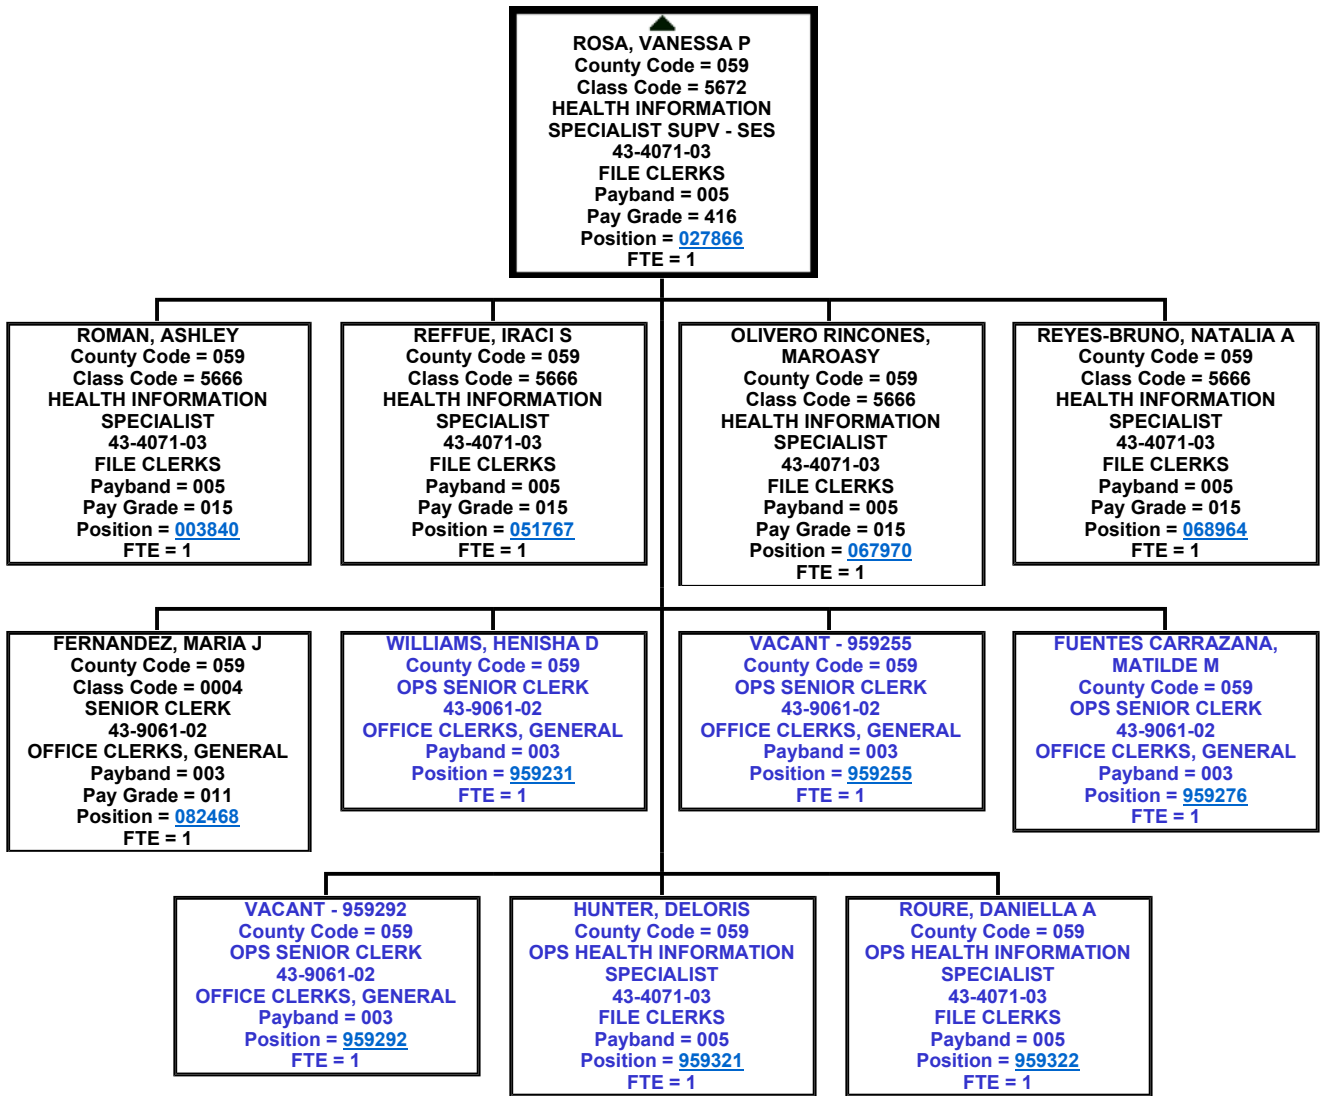 ROSA, VANESSA P
County Code = 059
Class Code = 5672
HEALTH INFORMATION
SPECIALIST SUPV - SES
43-4071-03
FILE CLERKS
Payband = 005
Pay Grade = 416
Position = 027866
FTE = 1
ROMAN, ASHLEY
County Code = 059
Class Code = 5666
HEALTH INFORMATION
SPECIALIST
43-4071-03
FILE CLERKS
Payband = 005
Pay Grade = 015
Position = 003840
FTE = 1
REFFUE, IRACI S
County Code = 059
Class Code = 5666
HEALTH INFORMATION
SPECIALIST
43-4071-03
FILE CLERKS
Payband = 005
Pay Grade = 015
Position = 051767
FTE = 1
OLIVERO RINCONES,
MAROASY
County Code = 059
Class Code = 5666
HEALTH INFORMATION
SPECIALIST
43-4071-03
FILE CLERKS
Payband = 005
Pay Grade = 015
Position = 067970
FTE = 1
REYES-BRUNO, NATALIA A
County Code = 059
Class Code = 5666
HEALTH INFORMATION
SPECIALIST
43-4071-03
FILE CLERKS
Payband = 005
Pay Grade = 015
Position = 068964
FTE = 1
FERNANDEZ, MARIA J
County Code = 059
Class Code = 0004
SENIOR CLERK
43-9061-02
OFFICE CLERKS, GENERAL
Payband = 003
Pay Grade = 011
Position = 082468
FTE = 1
WILLIAMS, HENISHA D
County Code = 059
OPS SENIOR CLERK
43-9061-02
OFFICE CLERKS, GENERAL
Payband = 003
Position = 959231
FTE = 1
VACANT - 959255
County Code = 059
OPS SENIOR CLERK
43-9061-02
OFFICE CLERKS, GENERAL
Payband = 003
Position = 959255
FTE = 1
FUENTES CARRAZANA,
MATILDE M
County Code = 059
OPS SENIOR CLERK
43-9061-02
OFFICE CLERKS, GENERAL
Payband = 003
Position = 959276
FTE = 1
VACANT - 959292
County Code = 059
OPS SENIOR CLERK
43-9061-02
OFFICE CLERKS, GENERAL
Payband = 003
Position = 959292
FTE = 1
HUNTER, DELORIS
County Code = 059
OPS HEALTH INFORMATION
SPECIALIST
43-4071-03
FILE CLERKS
Payband = 005
Position = 959321
FTE = 1
ROURE, DANIELLA A
County Code = 059
OPS HEALTH INFORMATION
SPECIALIST
43-4071-03
FILE CLERKS
Payband = 005
Position = 959322
FTE = 1